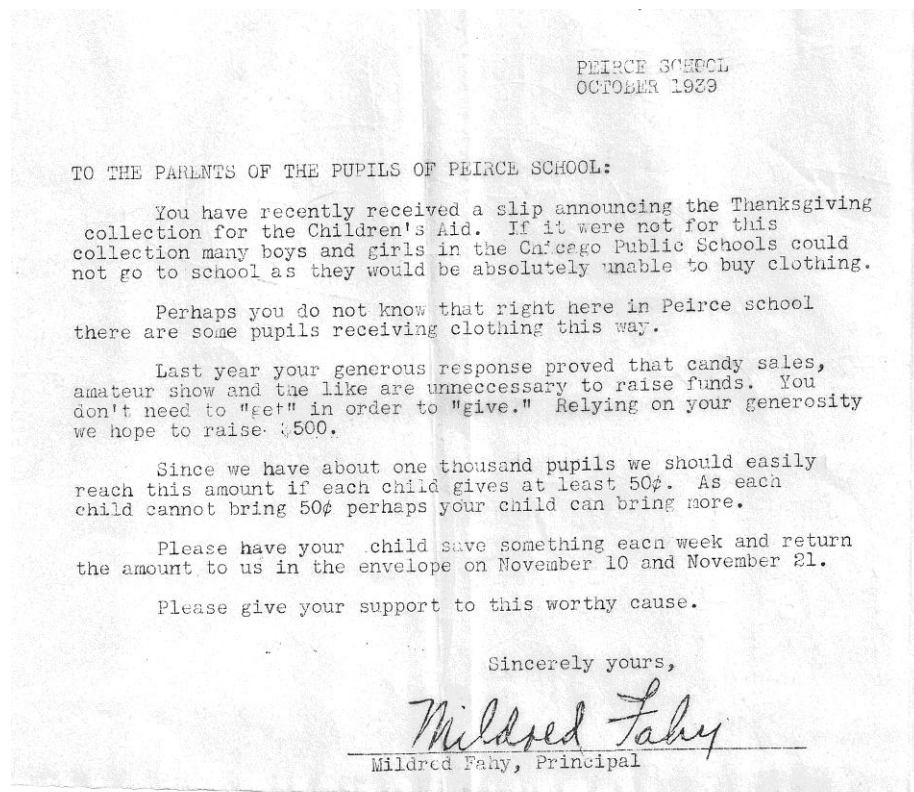 PEIRCE SCHOOL
OCTOBER 1939
TO THE PARENTS OF THE PUPILS OF PEIRCE SCHOOL:
You have recently received a slip announcing the Thanksgiving
collection for the Children's Aid. If it were not for this
collection many boys and girls in the Chicago Public Schools could
not go to school as they would be absolutely unable to buy clothing.
Perhaps you do not know that right here in Peirce school
there are some pupils receiving clothing this way.
Last year your generous response proved that candy sales,
amateur show and the like are unneccessary to raise funds. You
don't need to "get" in order to "give." Relying on your generosity
we hope to raise $500.
Since we have about one thousand pupils we should easily
reach this amount if each child gives at least 50¢. As each
child cannot bring 50¢ perhaps your child can bring more.
Please have your child save something each week and return
the amount to us in the envelope on November 10 and November 21.
Please give your support to this worthy cause.
Sincerely yours,
Mildred Fahy
Mildred Fahy, Principal